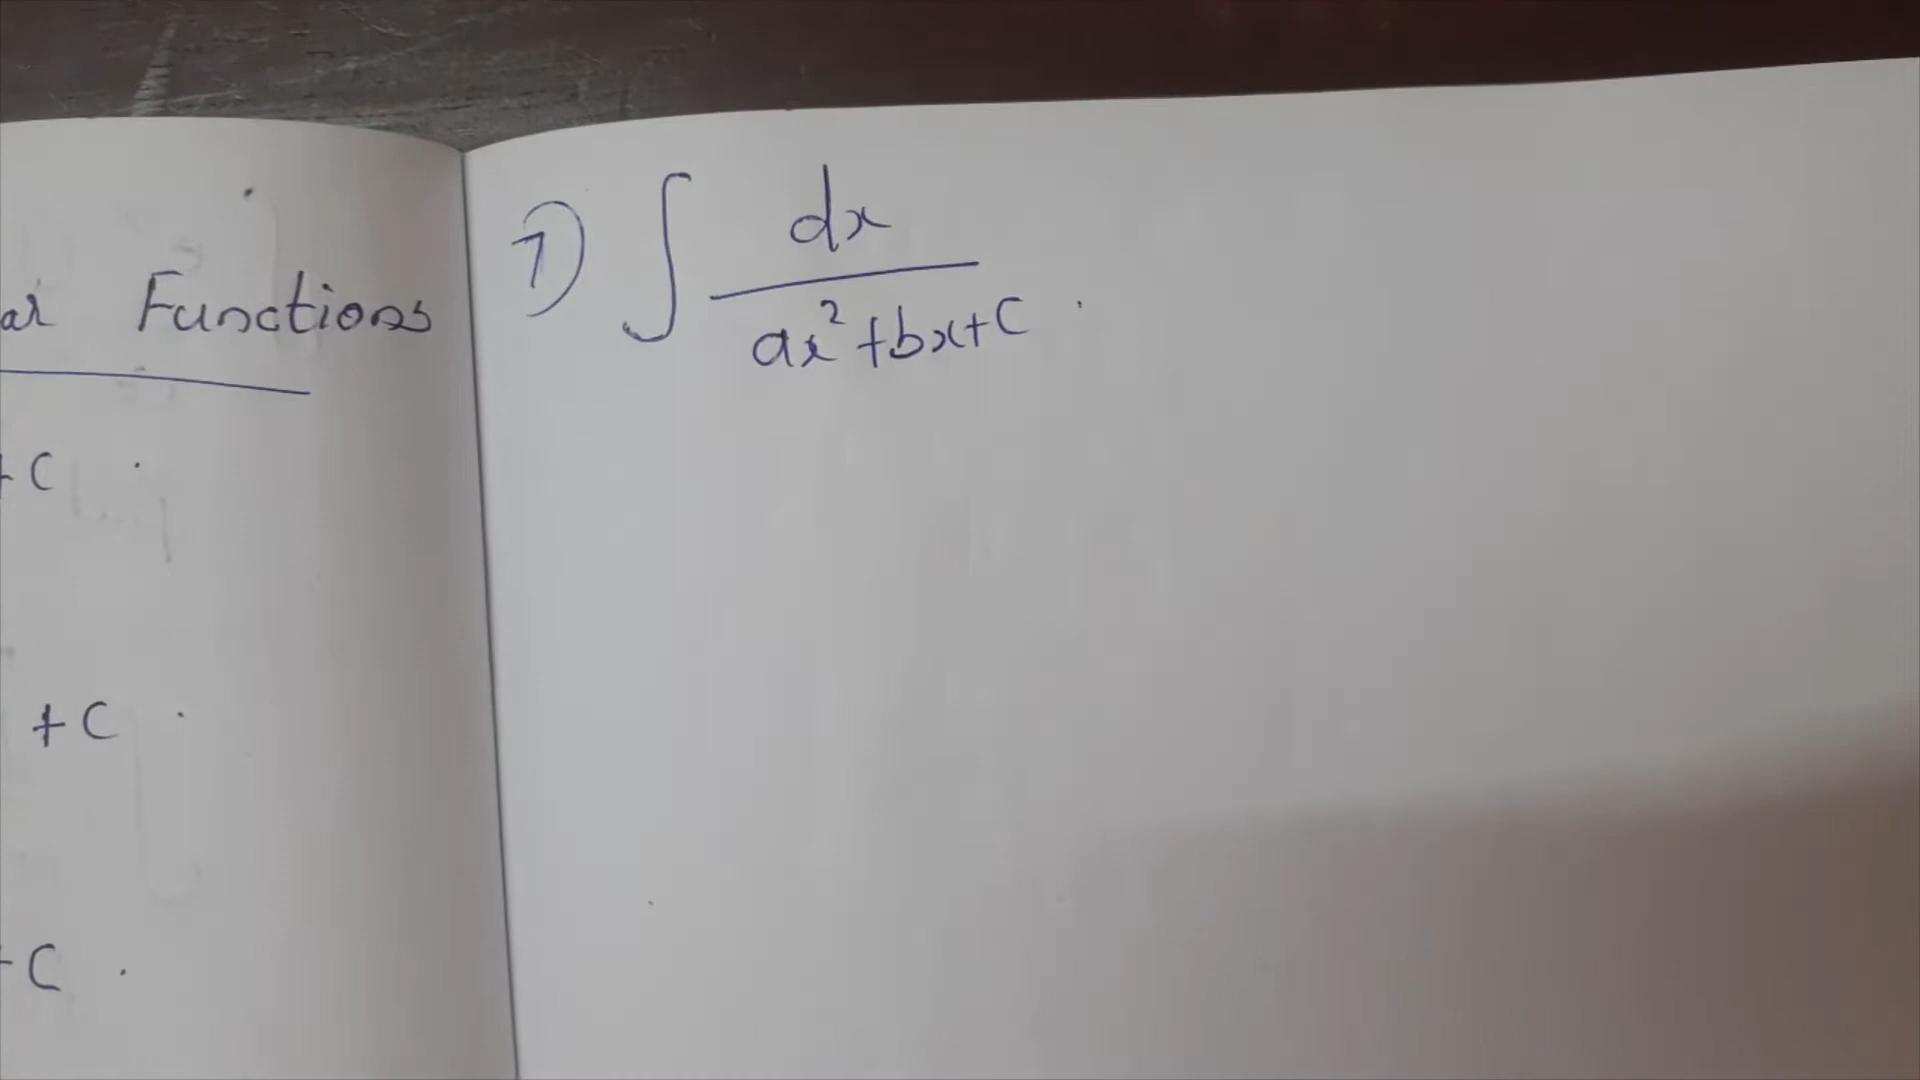 ar Functions
+C .
+C .
+C .
7) ∫ dx
ax²+bx+C .